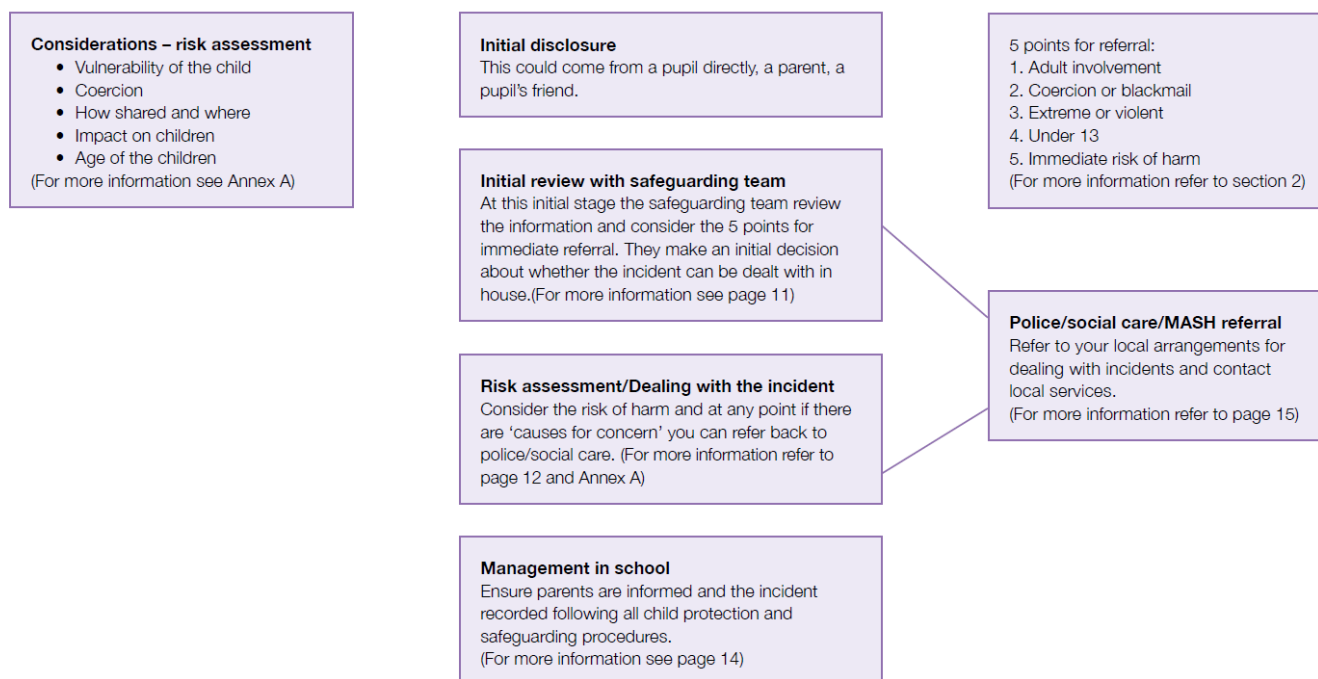 Considerations – risk assessment
• Vulnerability of the child
• Coercion
• How shared and where
• Impact on children
• Age of the children
(For more information see Annex A)
Initial disclosure
This could come from a pupil directly, a parent, a
pupil's friend.
Initial review with safeguarding team
At this initial stage the safeguarding team review
the information and consider the 5 points for
immediate referral. They make an initial decision
about whether the incident can be dealt with in
house.(For more information see page 11)
Risk assessment/Dealing with the incident
Consider the risk of harm and at any point if there
are 'causes for concern' you can refer back to
police/social care. (For more information refer to
page 12 and Annex A)
Management in school
Ensure parents are informed and the incident
recorded following all child protection and
safeguarding procedures.
(For more information see page 14)
5 points for referral:
1. Adult involvement
2. Coercion or blackmail
3. Extreme or violent
4. Under 13
5. Immediate risk of harm
(For more information refer to section 2)
Police/social care/MASH referral
Refer to your local arrangements for
dealing with incidents and contact
local services.
(For more information refer to page 15)